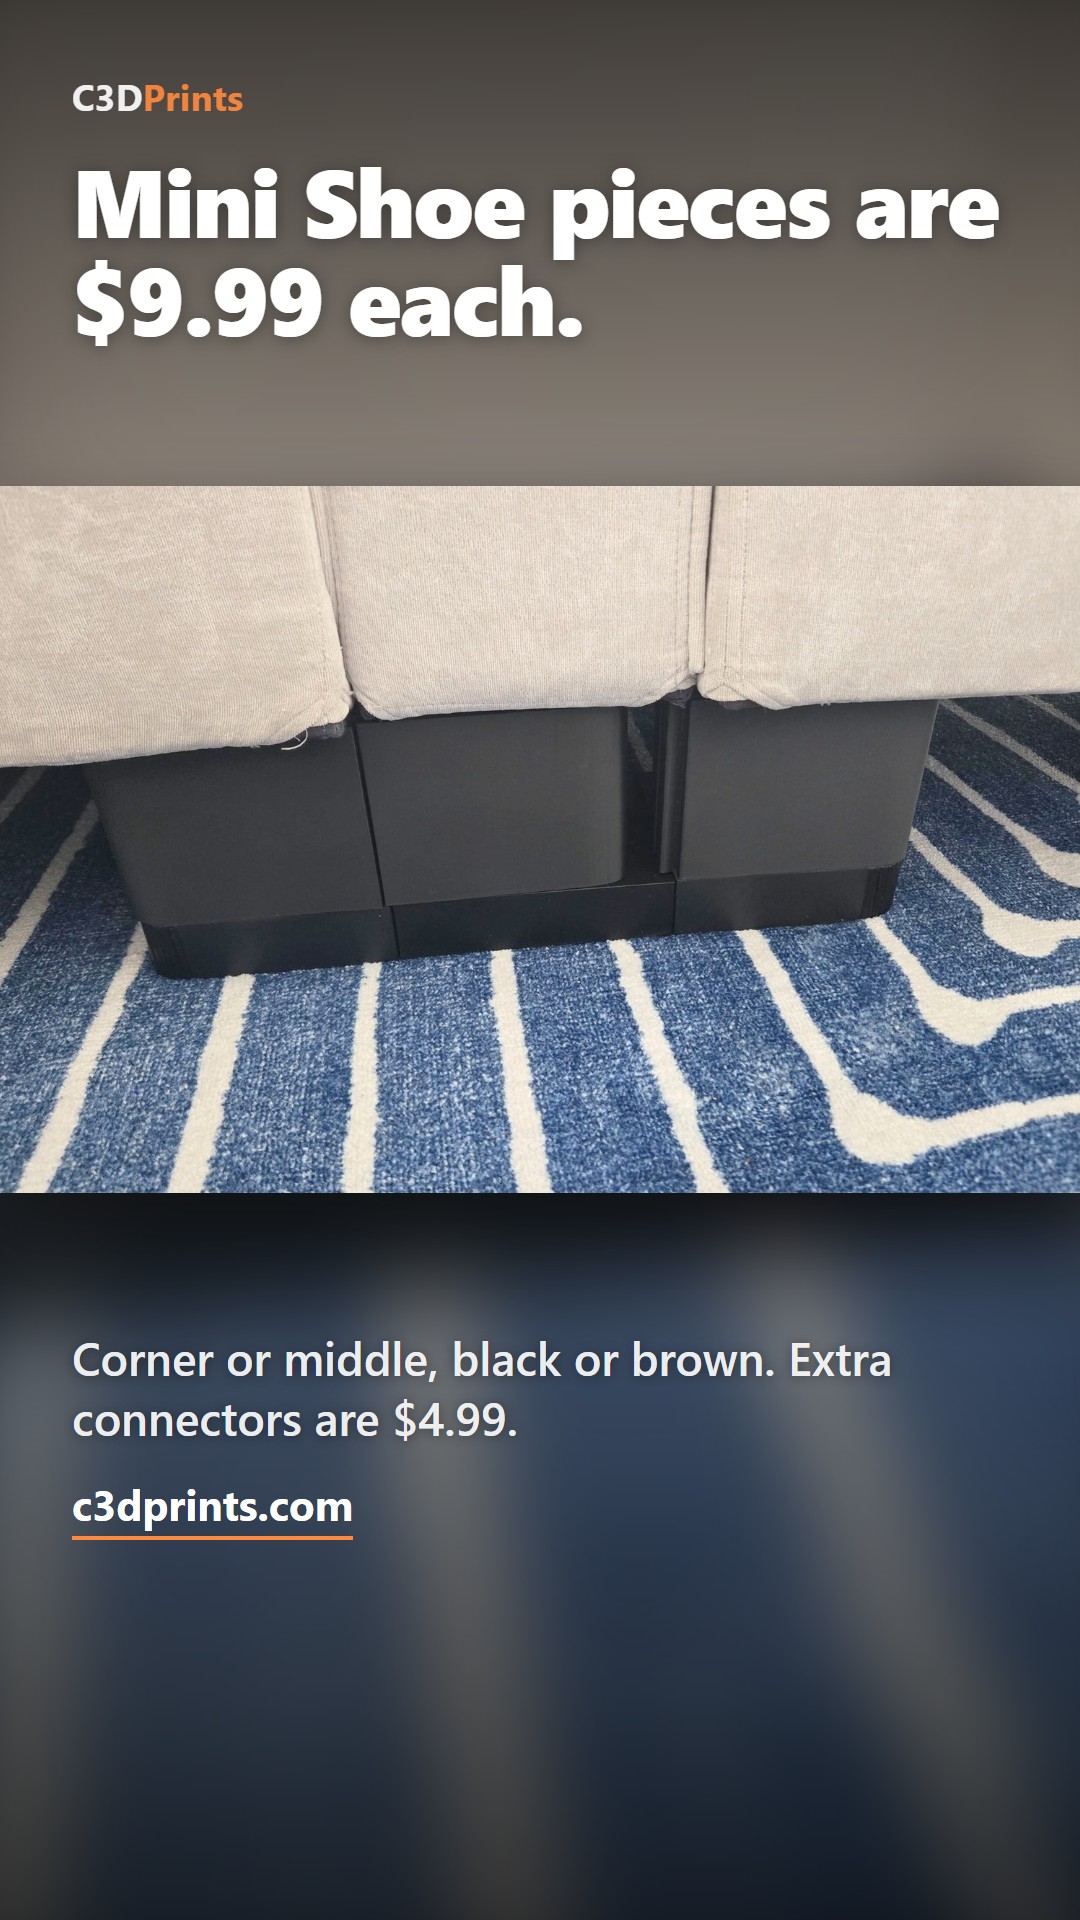 C3DPrints
Mini Shoe pieces are
$9.99 each.
Corner or middle, black or brown. Extra
connectors are $4.99.
c3dprints.com